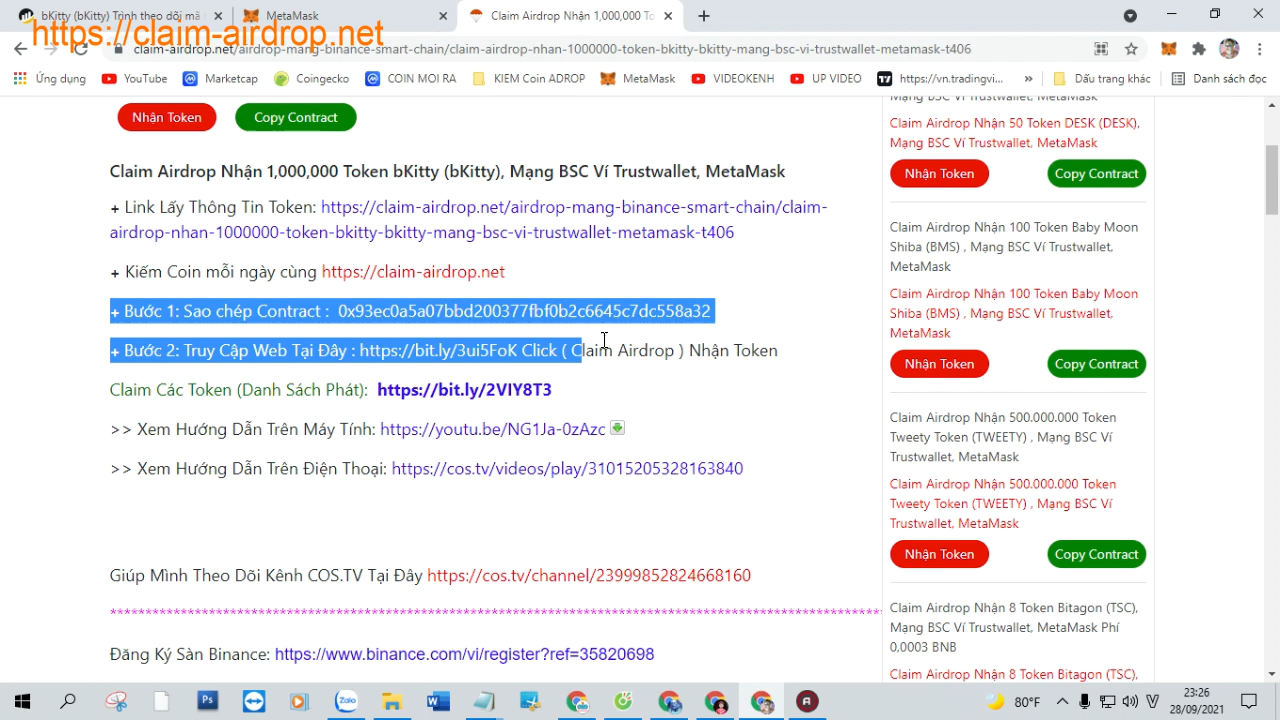 bKitty (bKitty) Trình theo dõi mã
MetaMask
Claim Airdrop Nhận 1,000,000 To
https://claim-airdrop.net
claim-airdrop.net/airdrop-mang-binance-smart-chain/claim-airdrop-nhan-1000000-token-bkitty-bkitty-mang-bsc-vi-trustwallet-metamask-t406
Ứng dụng
YouTube
Marketcap
Coingecko
COIN MOI RA
KIEM Coin ADROP
MetaMask
VIDEOKENH
UP VIDEO
https://vn.tradingvi...
»
Dấu trang khác
Danh sách đọc
Nhận Token
Copy Contract
Claim Airdrop Nhận 1,000,000 Token bKitty (bKitty), Mạng BSC Ví Trustwallet, MetaMask
+ Link Lấy Thông Tin Token: https://claim-airdrop.net/airdrop-mang-binance-smart-chain/claim-
airdrop-nhan-1000000-token-bkitty-bkitty-mang-bsc-vi-trustwallet-metamask-t406
+ Kiếm Coin mỗi ngày cùng https://claim-airdrop.net
+ Bước 1: Sao chép Contract : 0x93ec0a5a07bbd200377fbf0b2c6645c7dc558a32
+ Bước 2: Truy Cập Web Tại Đây : https://bit.ly/3ui5FoK Click ( Claim Airdrop ) Nhận Token
Claim Các Token (Danh Sách Phát): https://bit.ly/2VIY8T3
>> Xem Hướng Dẫn Trên Máy Tính: https://youtu.be/NG1Ja-0zAzc
>> Xem Hướng Dẫn Trên Điện Thoại: https://cos.tv/videos/play/31015205328163840
Giúp Mình Theo Dõi Kênh COS.TV Tại Đây https://cos.tv/channel/23999852824668160
Đăng Ký Sàn Binance: https://www.binance.com/vi/register?ref=35820698
Mạng BSC Ví Trustwallet, MetaMask
Claim Airdrop Nhận 50 Token DESK (DESK),
Mạng BSC Ví Trustwallet, MetaMask
Nhận Token
Copy Contract
Claim Airdrop Nhận 100 Token Baby Moon
Shiba (BMS) , Mạng BSC Ví Trustwallet,
MetaMask
Claim Airdrop Nhận 100 Token Baby Moon
Shiba (BMS) , Mạng BSC Ví Trustwallet,
MetaMask
Nhận Token
Copy Contract
Claim Airdrop Nhận 500.000.000 Token
Tweety Token (TWEETY) , Mạng BSC Ví
Trustwallet, MetaMask
Claim Airdrop Nhận 500.000.000 Token
Tweety Token (TWEETY) , Mạng BSC Ví
Trustwallet, MetaMask
Nhận Token
Copy Contract
Claim Airdrop Nhận 8 Token Bitagon (TSC),
Mạng BSC Ví Trustwallet, MetaMask Phí
0,0003 BNB
Claim Airdrop Nhận 8 Token Bitagon (TSC),
Ps
Zalo
80°F
23:26
28/09/2021